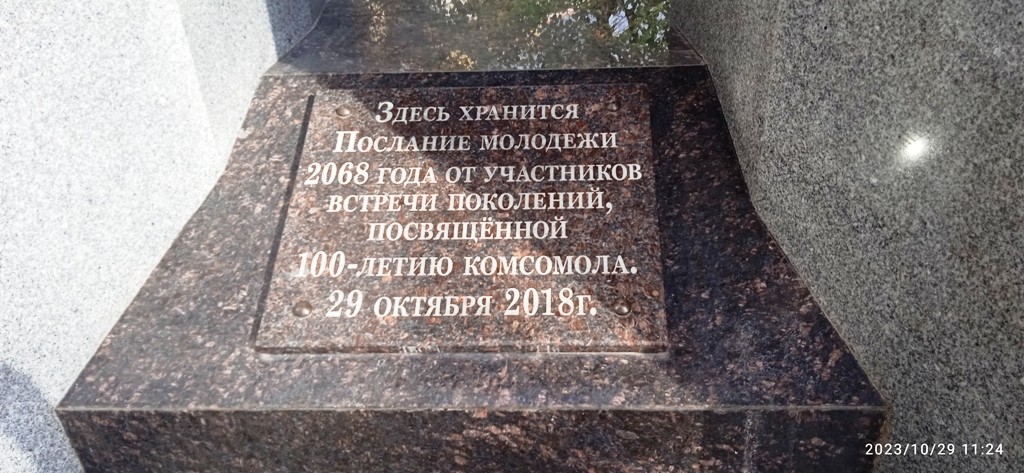 Здесь хранится
Послание молодежи
2068 года от участников
встречи поколений,
посвящённой
100-летию комсомола.
29 октября 2018г.
2023/10/29 11:24